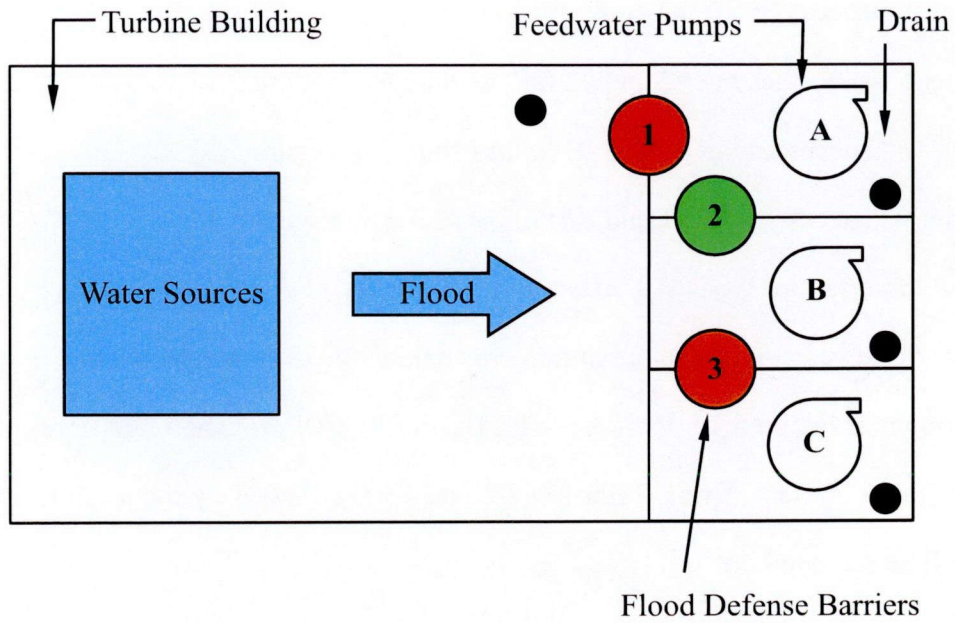 Turbine Building
Feedwater Pumps
Drain
1
A
2
Water Sources
Flood
B
3
C
Flood Defense Barriers